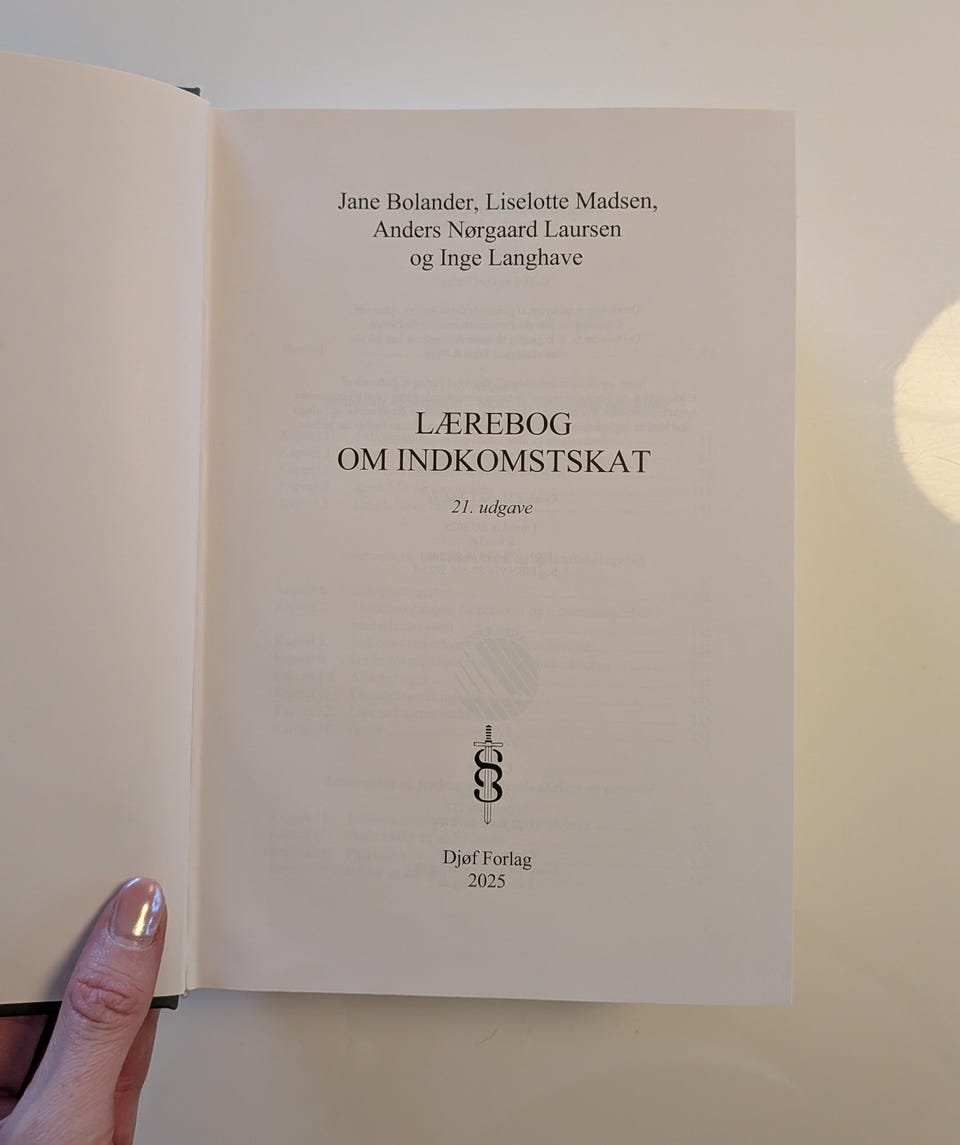 Jane Bolander, Liselotte Madsen,
Anders Nørgaard Laursen
og Inge Langhave
LÆREBOG
OM INDKOMSTSKAT
21. udgave
Djøf Forlag
2025